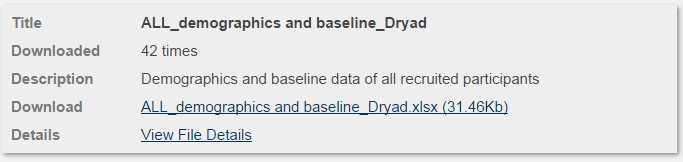 Title ALL_demographics and baseline_Dryad
Downloaded 42 times
Description Demographics and baseline data of all recruited participants
Download ALL_demographics and baseline_Dryad.xlsx (31.46Kb)
Details View File Details